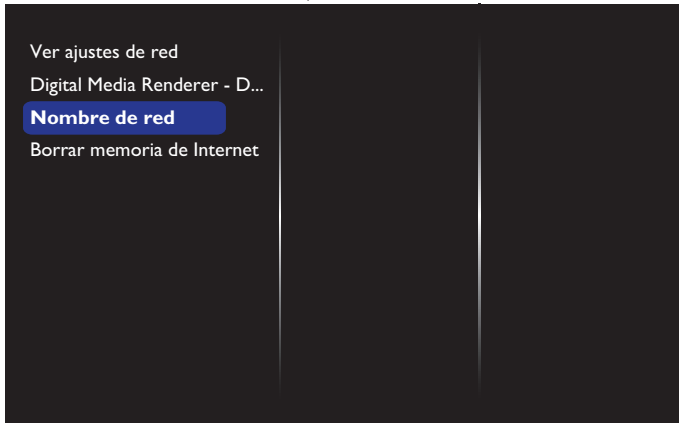 Ver ajustes de red
Digital Media Renderer - D...
Nombre de red
Borrar memoria de Internet